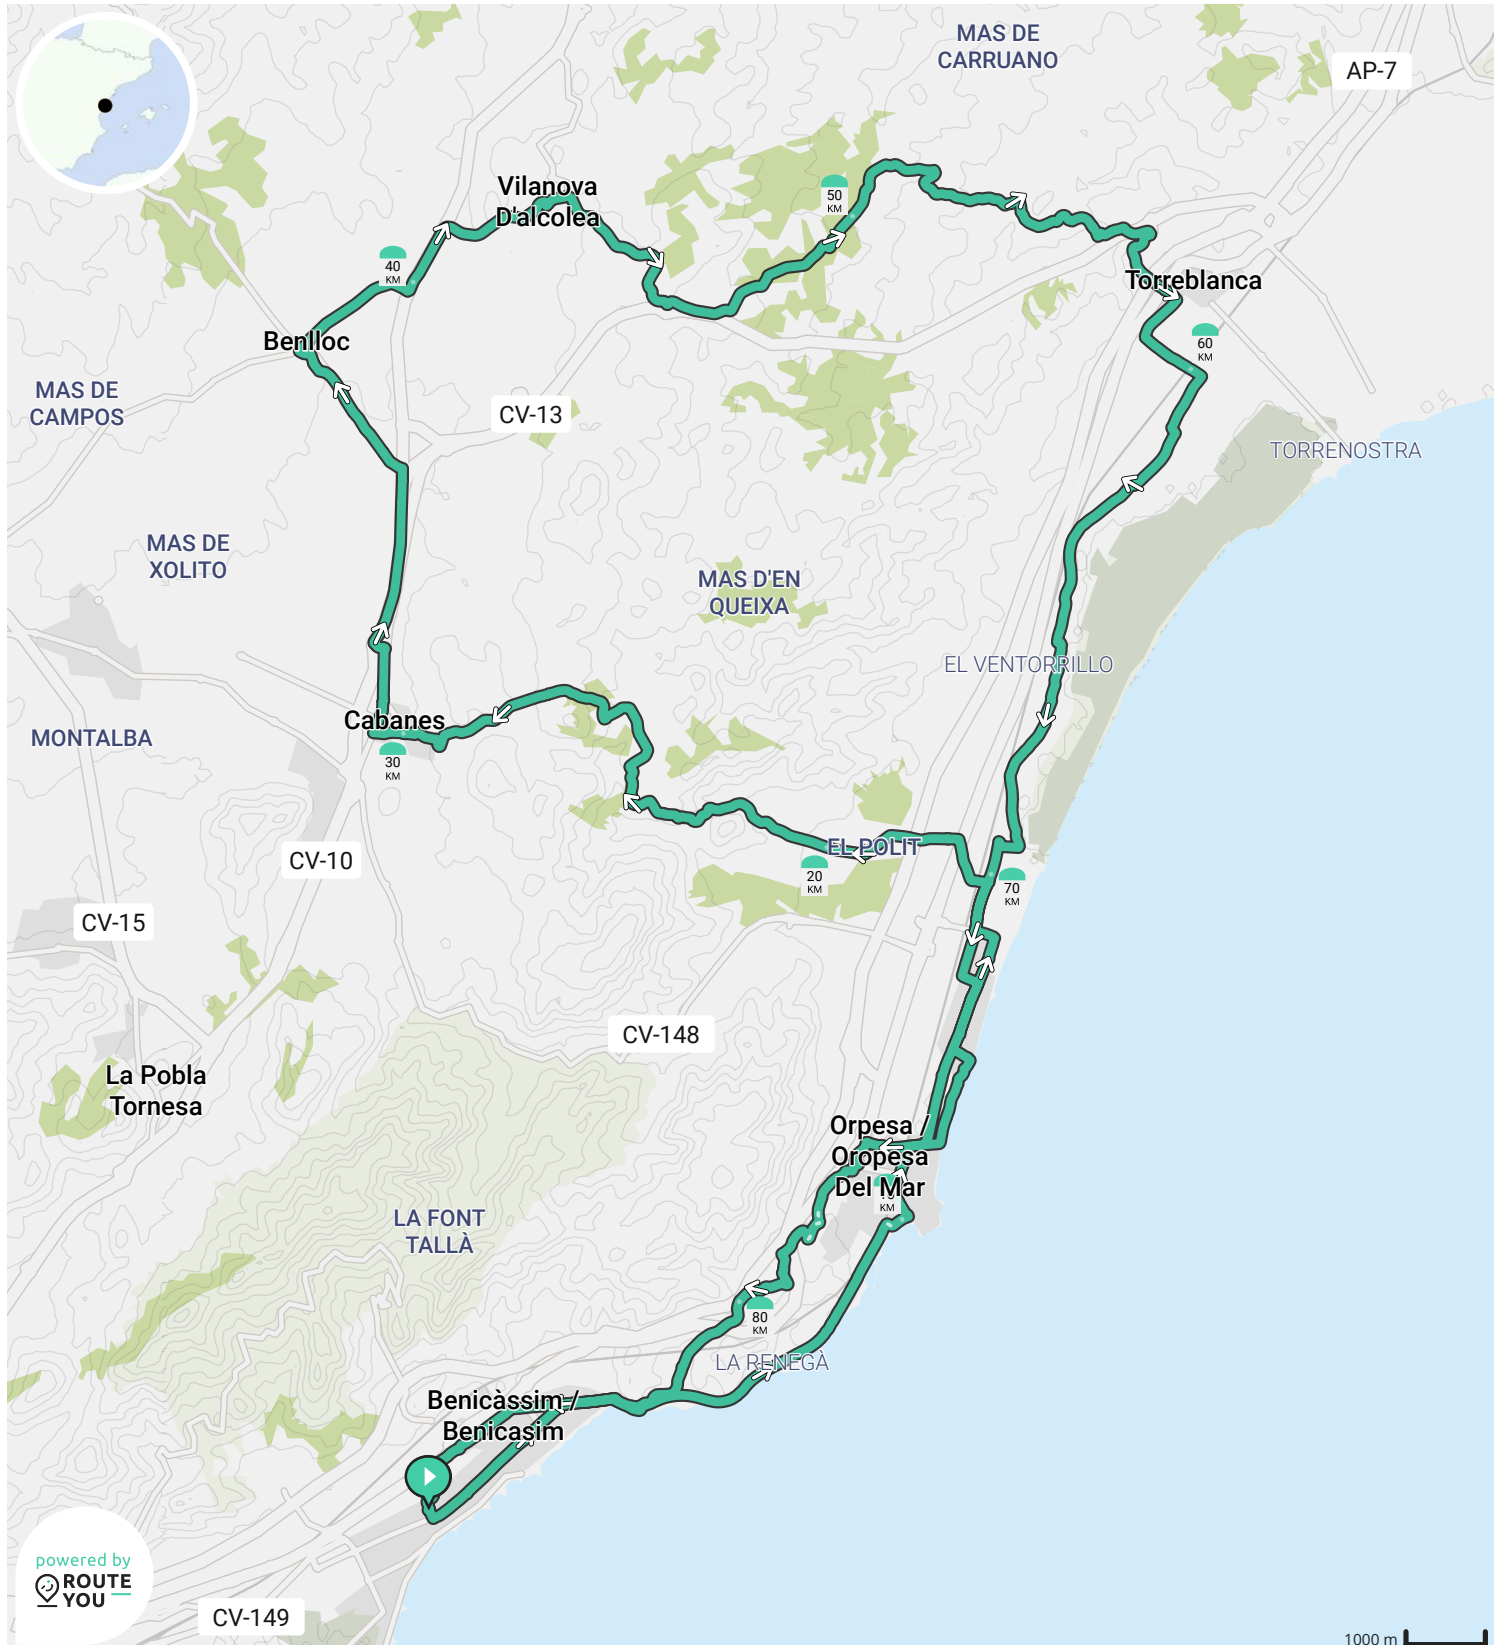 MAS DE
CARRUANO
AP-7
Vilanova
D'alcolea
50
KM
40
KM
Torreblanca
Benlloc
60
KM
MAS DE
CAMPOS
CV-13
TORRENOSTRA
MAS DE
XOLITO
MAS D'EN
QUEIXA
EL VENTORRILLO
Cabanes
MONTALBA
30
KM
EL POLIT
CV-10
20
KM
70
KM
CV-15
CV-148
La Pobla
Tornesa
Orpesa /
Oropesa
Del Mar
KM
LA FONT
TALLÀ
80
KM
LA RENEGÀ
Benicàssim /
Benicasim
powered by
ROUTE
YOU
CV-149
1000 m